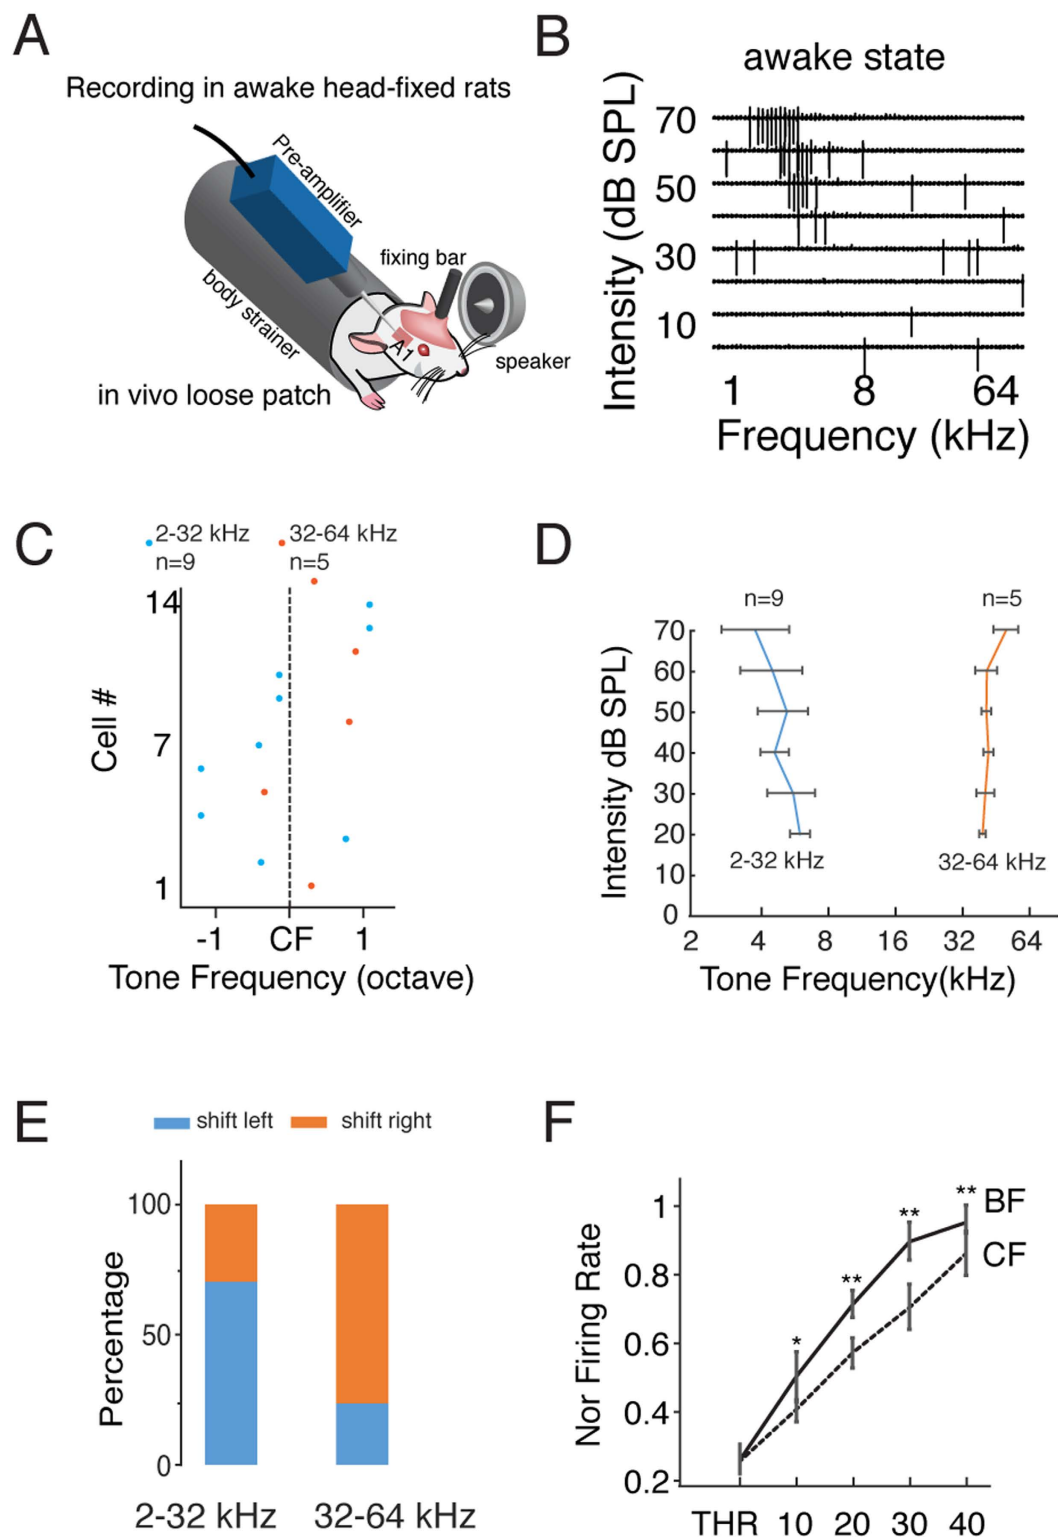 A
Recording in awake head-fixed rats
Pre-amplifier
fixing bar
body strainer
A1
speaker
in vivo loose patch
B
awake state
Intensity (dB SPL)
70
50
30
10
1 8 64
Frequency (kHz)
C
2-32 kHz
n=9
32-64 kHz
n=5
Cell #
14
7
1
-1 CF 1
Tone Frequency (octave)
D
n=9
n=5
Intensity dB SPL)
70
60
50
40
30
20
10
0
2-32 kHz
32-64 kHz
2 4 8 16 32 64
Tone Frequency(kHz)
E
shift left
shift right
Percentage
100
50
0
2-32 kHz 32-64 kHz
F
Nor Firing Rate
1
0.8
0.6
0.4
0.2
*
**
**
**
BF
CF
THR 10 20 30 40